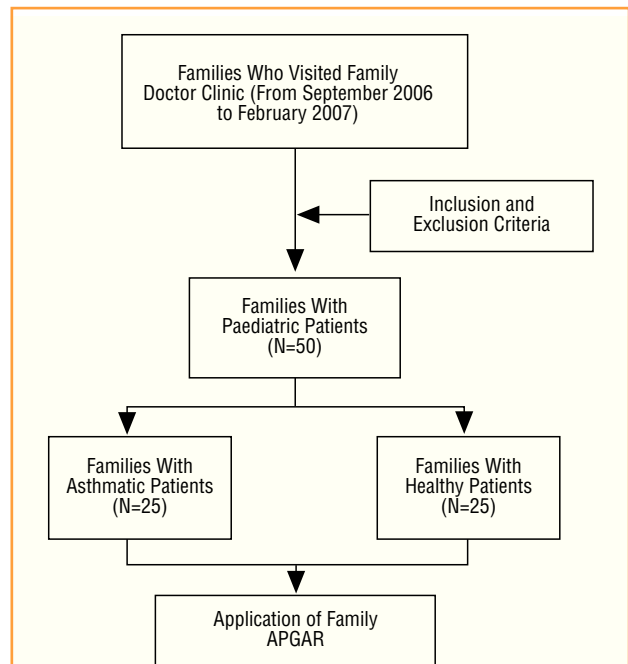 Families Who Visited Family
Doctor Clinic (From September 2006
to February 2007)
Inclusion and
Exclusion Criteria
Families With
Paediatric Patients
(N=50)
Families With
Asthmatic Patients
(N=25)
Families With
Healthy Patients
(N=25)
Application of Family
APGAR